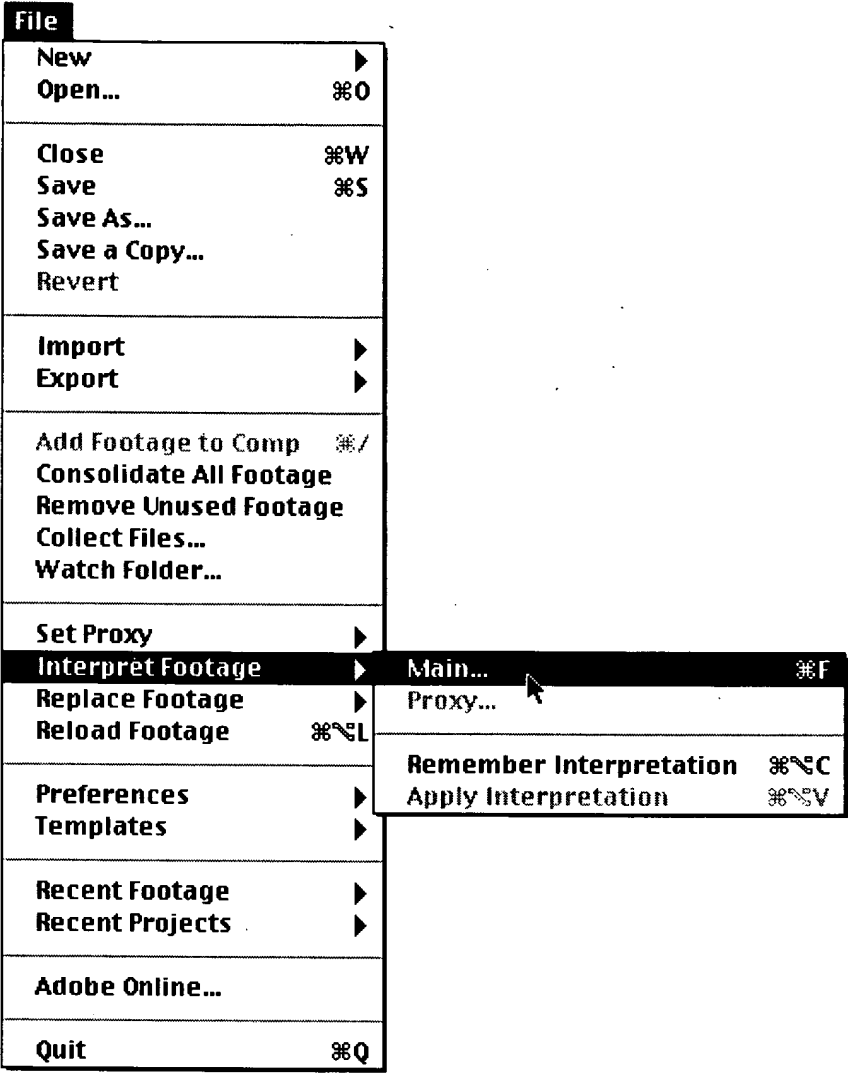 File
New ▶
Open... ⌘O
Close ⌘W
Save ⌘S
Save As...
Save a Copy...
Revert
Import ▶
Export ▶
Add Footage to Comp ⌘/
Consolidate All Footage
Remove Unused Footage
Collect Files...
Watch Folder...
Set Proxy ▶
Interpret Footage ▶
Main... ⌘F
Proxy...
Remember Interpretation ⌘⌥C
Apply Interpretation ⌘⌥V
Replace Footage ▶
Reload Footage ⌘⌥L
Preferences ▶
Templates ▶
Recent Footage ▶
Recent Projects ▶
Adobe Online...
Quit ⌘Q